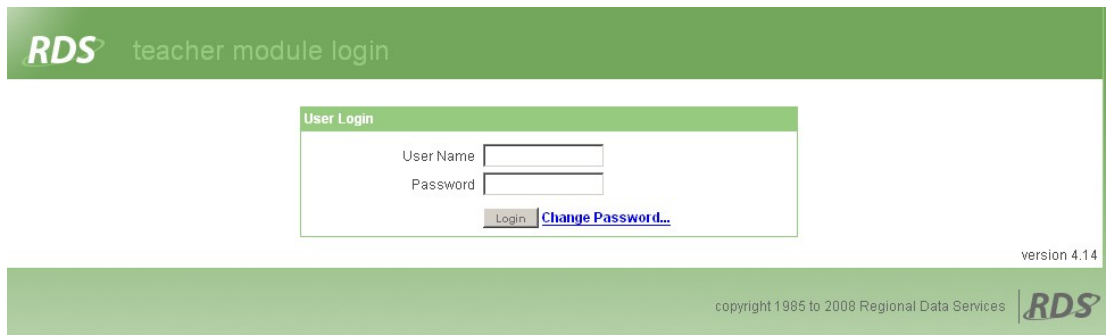 RDS teacher module login
User Login
User Name
Password
Login Change Password...
version 4.14
copyright 1985 to 2008 Regional Data Services RDS